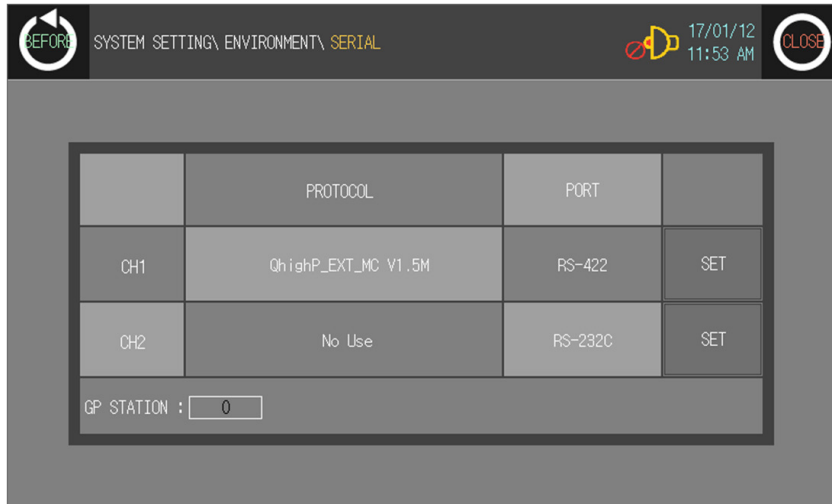 BEFORE SYSTEM SETTING\ ENVIRONMENT\ SERIAL 17/01/12 CLOSE
11:53 AM
PROTOCOL PORT
CH1 QhighP_EXT_MC V1.5M RS-422 SET
CH2 No Use RS-232C SET
GP STATION : 0